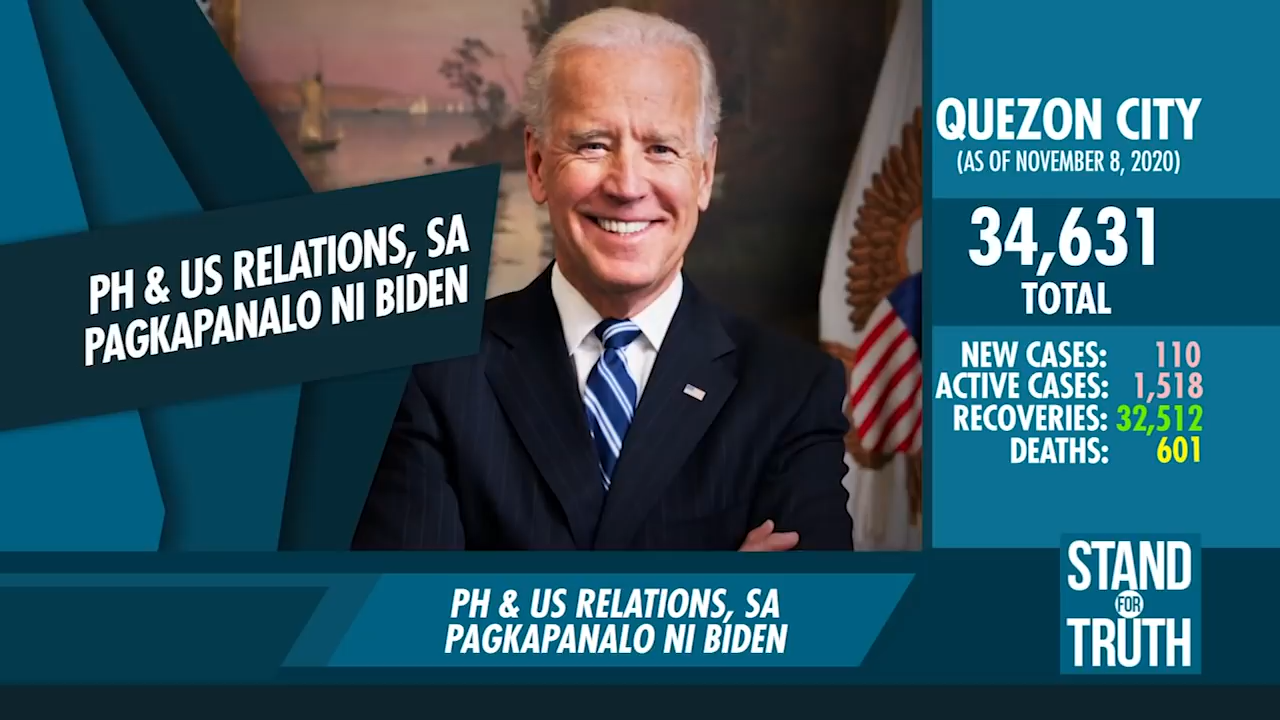 PH & US RELATIONS, SA
PAGKAPANALO NI BIDEN
QUEZON CITY
(AS OF NOVEMBER 8, 2020)
34,631
TOTAL
NEW CASES: 110
ACTIVE CASES: 1,518
RECOVERIES: 32,512
DEATHS: 601
PH & US RELATIONS, SA
PAGKAPANALO NI BIDEN
STAND
FOR
TRUTH